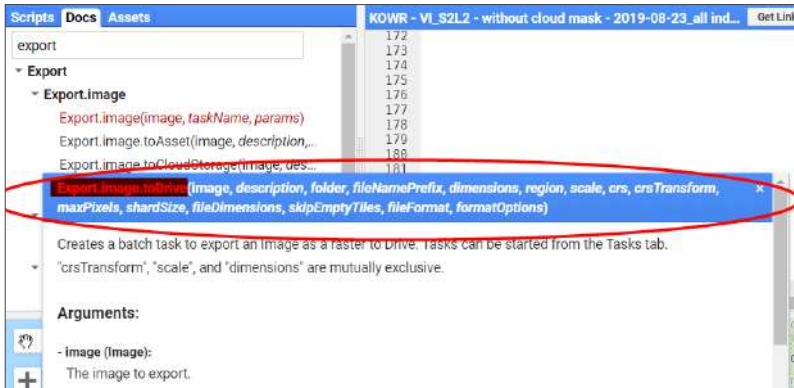 Scripts Docs Assets
KOWR - VI_S2L2 - without cloud mask - 2019-08-23_all ind... Get Link
export
172
173
174
175
176
177
178
179
180
181
Export
Export.image
Export.image(image, taskName, params)
Export.image.toAsset(image, description,...
Export.image.toCloudStorage(image, des...
Export.image.toDrive(image, description, folder, fileNamePrefix, dimensions, region, scale, crs, crsTransform,
maxPixels, shardSize, fileDimensions, skipEmptyTiles, fileFormat, formatOptions)
×
Creates a batch task to export an Image as a raster to Drive. Tasks can be started from the Tasks tab.
"crsTransform", "scale", and "dimensions" are mutually exclusive.
Arguments:
- image (Image):
The image to export.